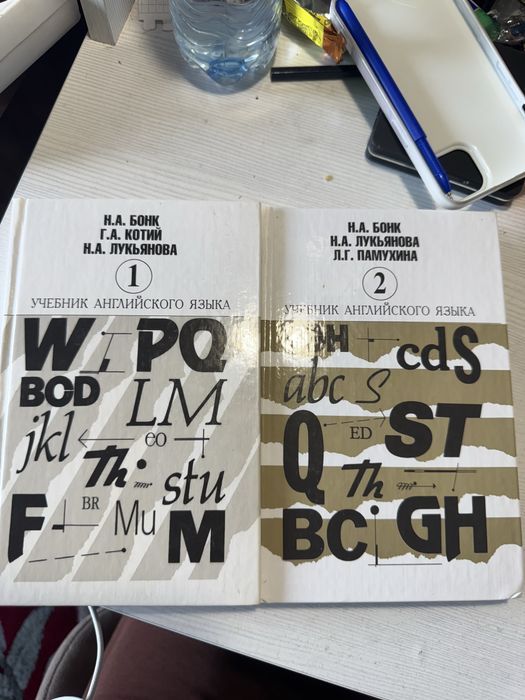 Н.А. БОНК
Г.А. КОТИЙ
Н.А. ЛУКЬЯНОВА
1
УЧЕБНИК АНГЛИЙСКОГО ЯЗЫКА
W I PQ
BCD
LM
jkl
eo
Th
stu
BR
F
Mu
M
Н.А. БОНК
Н.А. ЛУКЬЯНОВА
Л.Г. ПАМУХИНА
2
УЧЕБНИК АНГЛИЙСКОГО ЯЗЫКА
cdS
abc S
Q
ED
ST
Th
BCi
GH